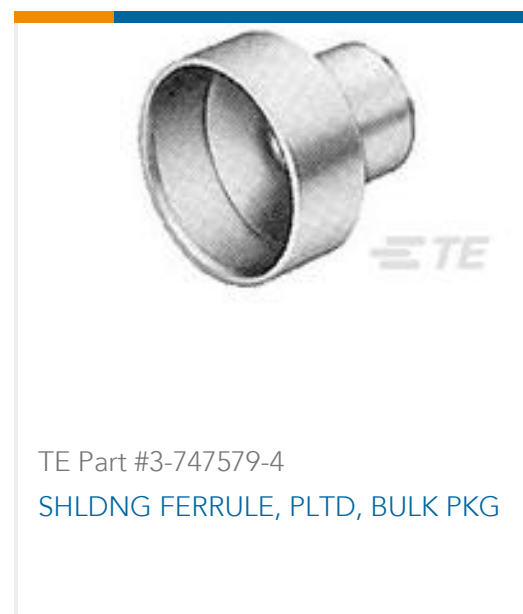 TE
TE Part #3-747579-4
SHLDNG FERRULE, PLTD, BULK PKG